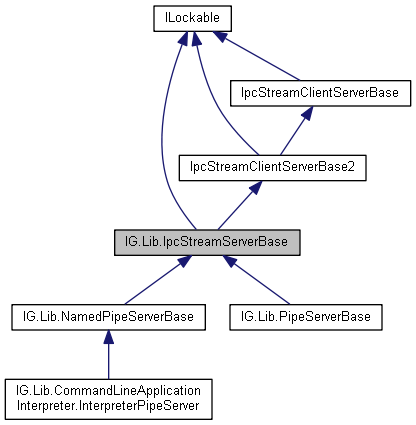 ILockable
IpcStreamClientServerBase
IpcStreamClientServerBase2
IG.Lib.IpcStreamServerBase
IG.Lib.NamedPipeServerBase
IG.Lib.PipeServerBase
IG.Lib.CommandLineApplication
Interpreter.InterpreterPipeServer